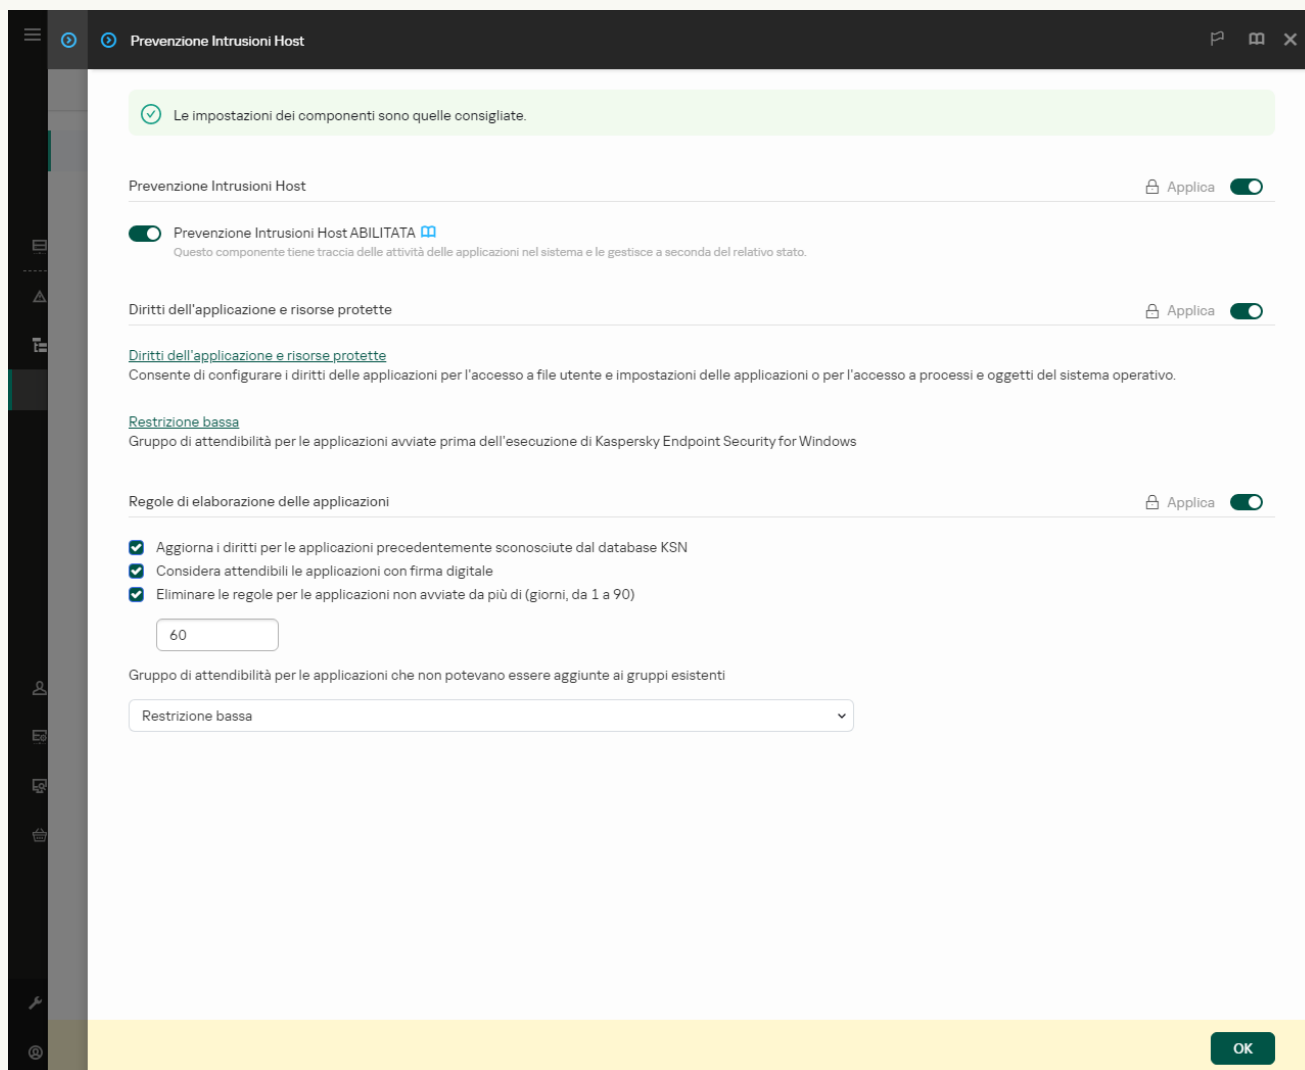 Prevenzione Intrusioni Host
Le impostazioni dei componenti sono quelle consigliate.
Prevenzione Intrusioni Host
Applica
Prevenzione Intrusioni Host ABILITATA
Questo componente tiene traccia delle attività delle applicazioni nel sistema e le gestisce a seconda del relativo stato.
Diritti dell'applicazione e risorse protette
Applica
Diritti dell'applicazione e risorse protette
Consente di configurare i diritti delle applicazioni per l'accesso a file utente e impostazioni delle applicazioni o per l'accesso a processi e oggetti del sistema operativo.
Restrizione bassa
Gruppo di attendibilità per le applicazioni avviate prima dell'esecuzione di Kaspersky Endpoint Security for Windows
Regole di elaborazione delle applicazioni
Applica
Aggiorna i diritti per le applicazioni precedentemente sconosciute dal database KSN
Considera attendibili le applicazioni con firma digitale
Eliminare le regole per le applicazioni non avviate da più di (giorni, da 1 a 90)
60
Gruppo di attendibilità per le applicazioni che non potevano essere aggiunte ai gruppi esistenti
Restrizione bassa
OK